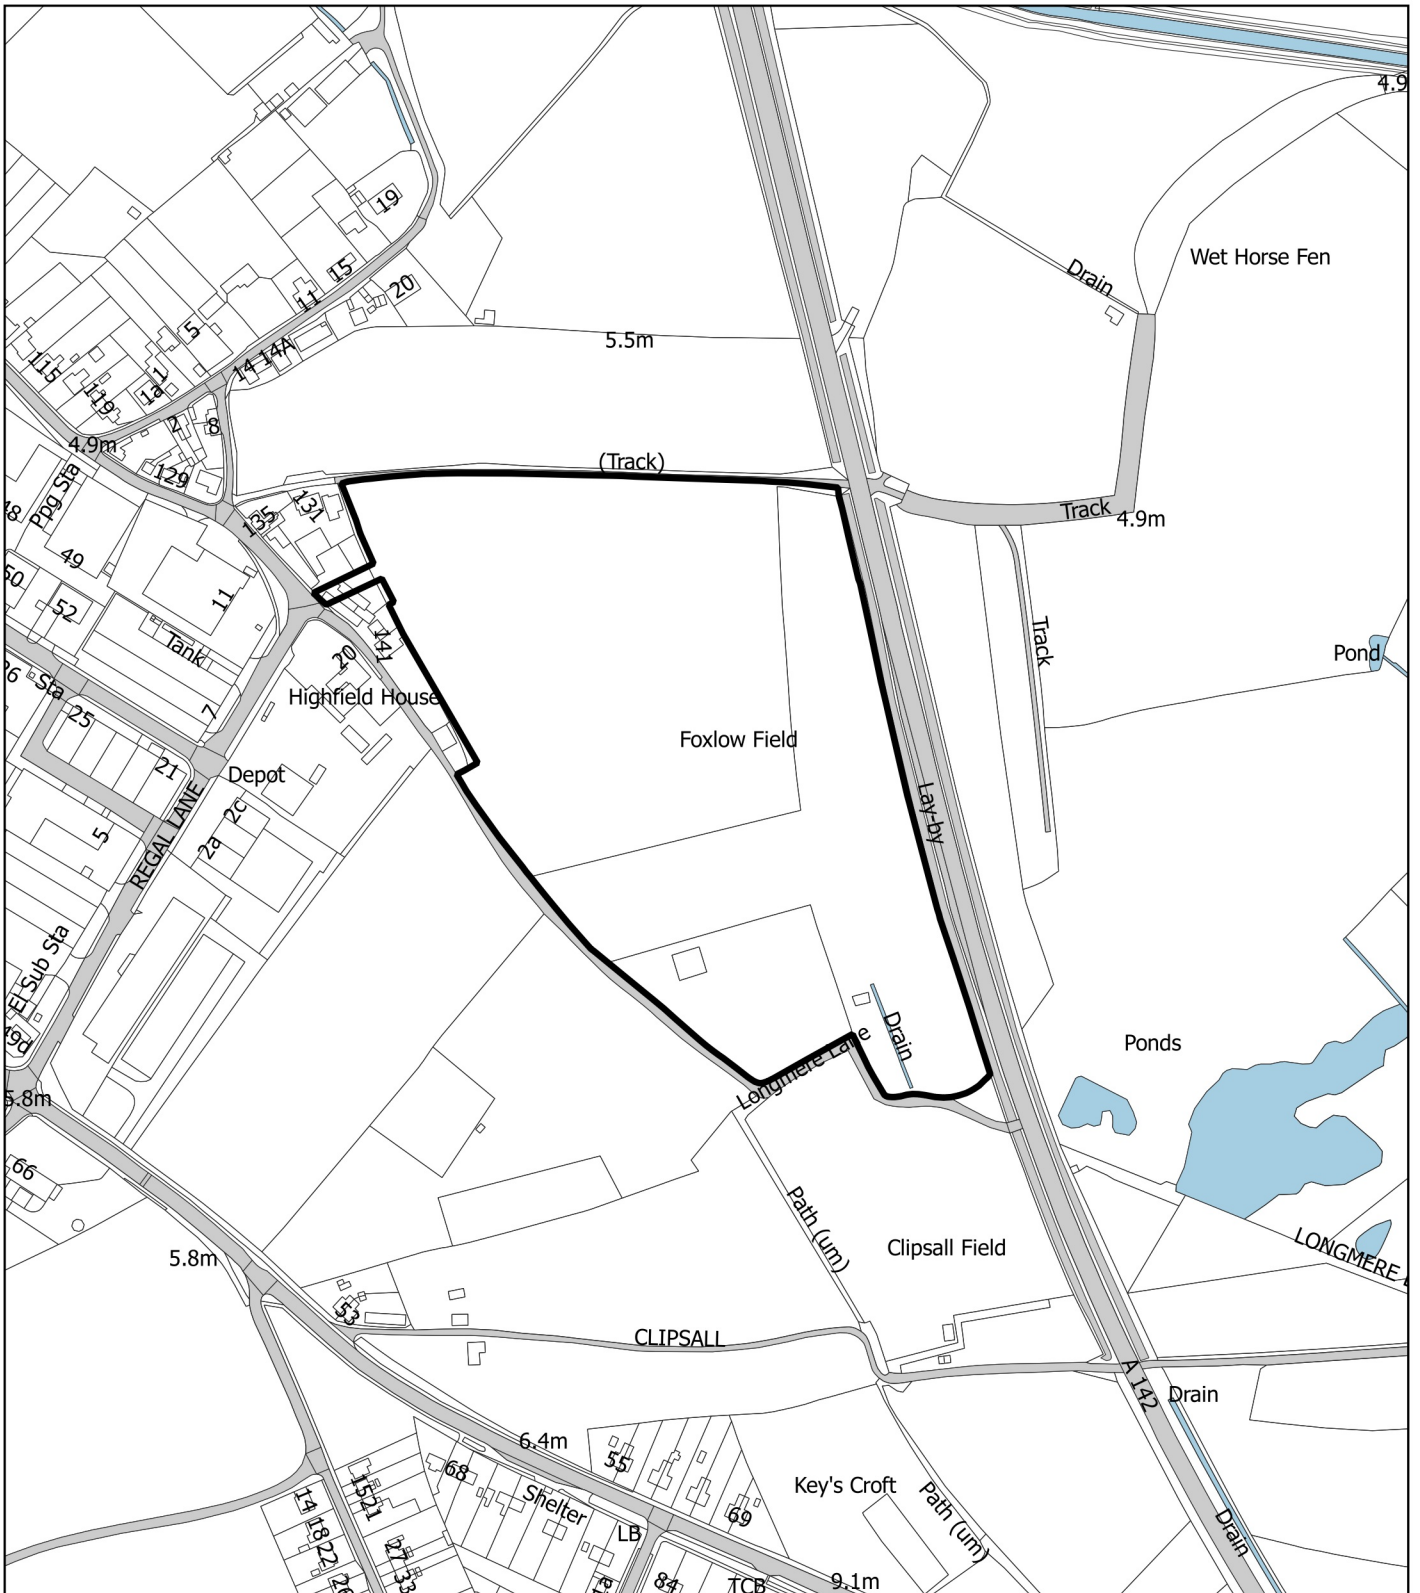 4.9
19
Wet Horse Fen
Drain
15
11
20
5
5.5m
115
119
1a
1
14
14A
2
8
4.9m
129
(Track)
Ppg Sta
48
135
131
Track
4.9m
49
50
52
11
Tank
141
20
Track
Pond
Sta
25
7
Highfield House
Foxlow Field
21
Depot
REGAL LANE
2c
2a
5
Lay-by
El Sub Sta
49d
Drain
Ponds
Longmere Lane
5.8m
66
Path (um)
Clipsall Field
LONGMERE
5.8m
53
CLIPSALL
A 142
Drain
6.4m
55
68
Shelter
Key's Croft
Path (um)
69
LB
Drain
14
18
22
26
15
21
27
33
84
TCB
9.1m